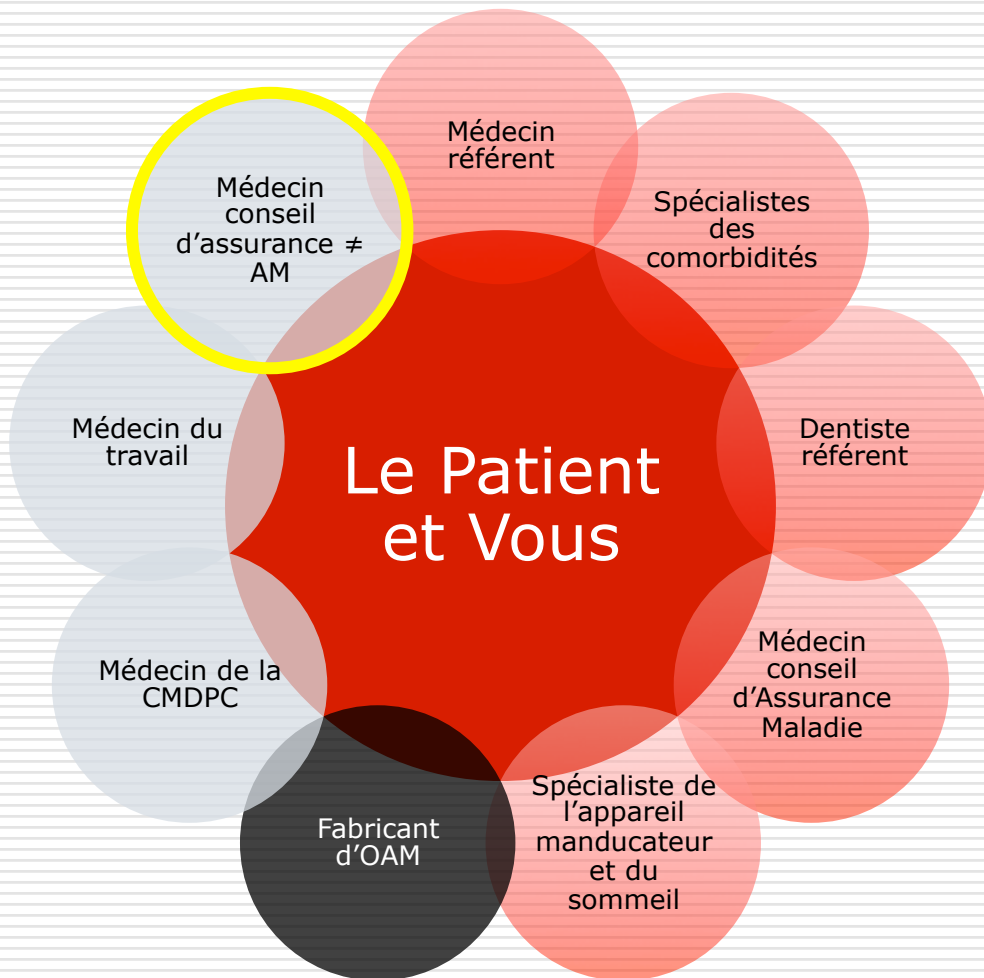 Médecin
référent
Spécialistes
des
comorbidités
Dentiste
référent
Médecin
conseil
d’Assurance
Maladie
Spécialiste de
l’appareil
manducateur
et du
sommeil
Fabricant
d’OAM
Médecin de la
CMDPC
Médecin du
travail
Médecin
conseil
d’assurance ≠
AM
Le Patient
et Vous